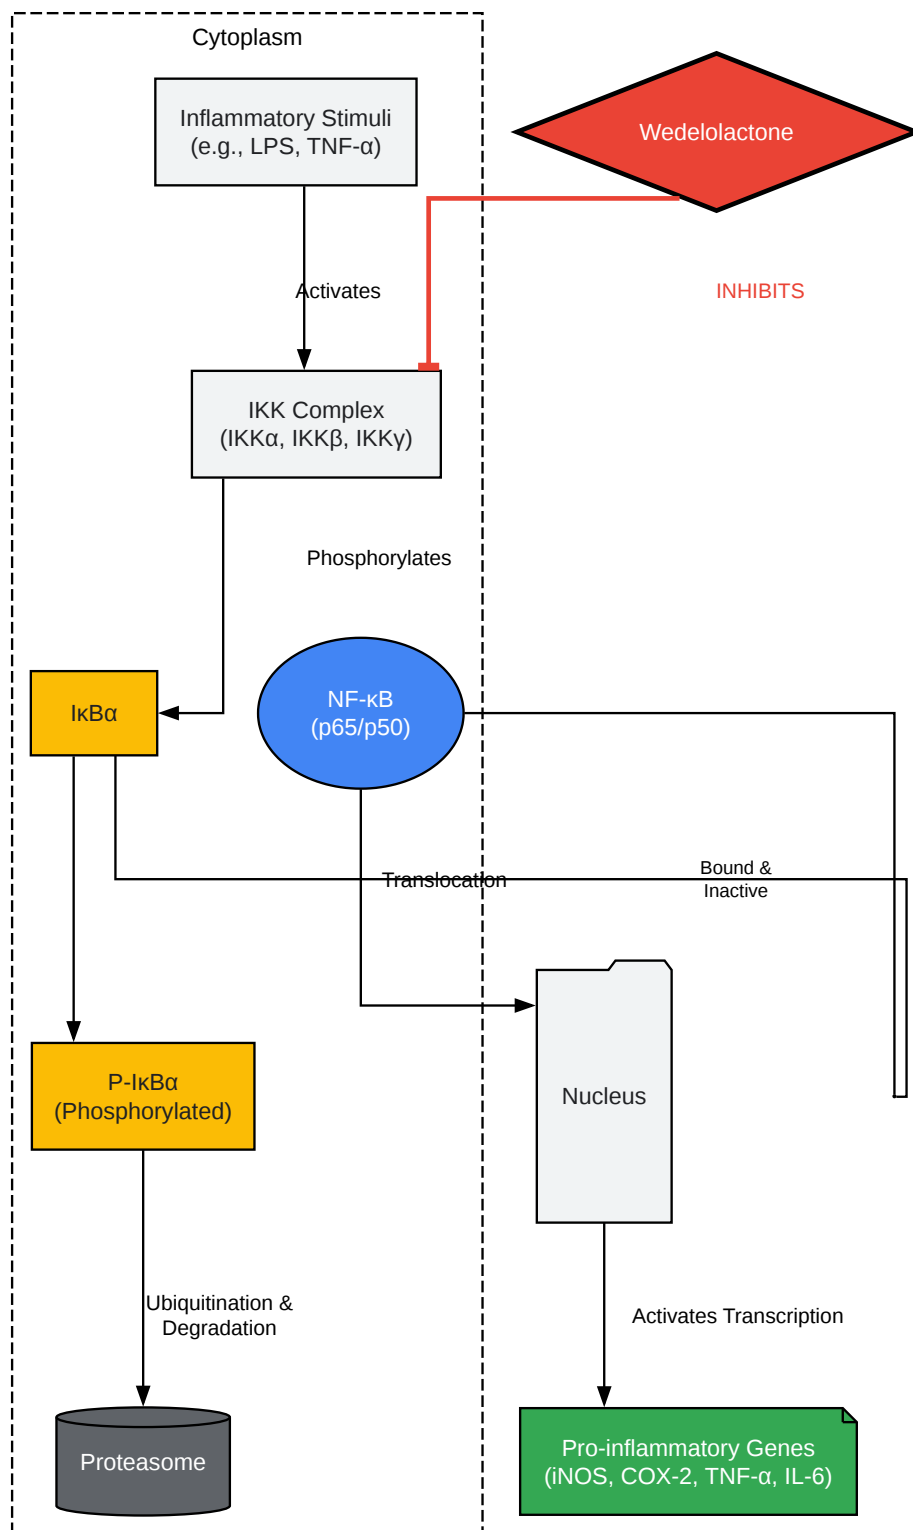 Cytoplasm
Inflammatory Stimuli
(e.g., LPS, TNF-α)
Wedelolactone
Activates
INHIBITS
IKK Complex
(IKKα, IKKβ, IKKγ)
Phosphorylates
IκBα
NF-κB
(p65/p50)
Translocation
Bound &
Inactive
P-IκBα
(Phosphorylated)
Nucleus
Ubiquitination &
Degradation
Activates Transcription
Proteasome
Pro-inflammatory Genes
(iNOS, COX-2, TNF-α, IL-6)